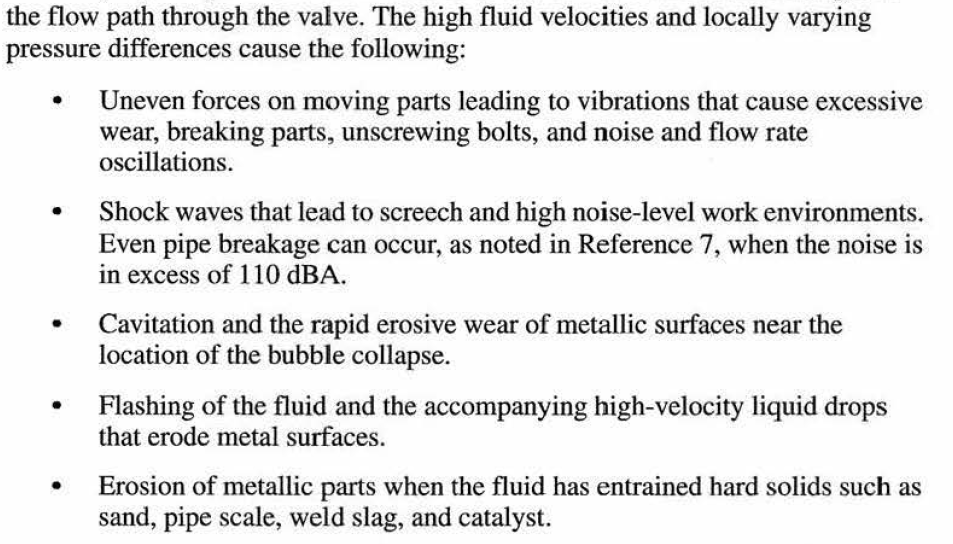 the flow path through the valve. The high fluid velocities and locally varying
pressure differences cause the following:
• Uneven forces on moving parts leading to vibrations that cause excessive
wear, breaking parts, unscrewing bolts, and noise and flow rate
oscillations.
• Shock waves that lead to screech and high noise-level work environments.
Even pipe breakage can occur, as noted in Reference 7, when the noise is
in excess of 110 dBA.
• Cavitation and the rapid erosive wear of metallic surfaces near the
location of the bubble collapse.
• Flashing of the fluid and the accompanying high-velocity liquid drops
that erode metal surfaces.
• Erosion of metallic parts when the fluid has entrained hard solids such as
sand, pipe scale, weld slag, and catalyst.